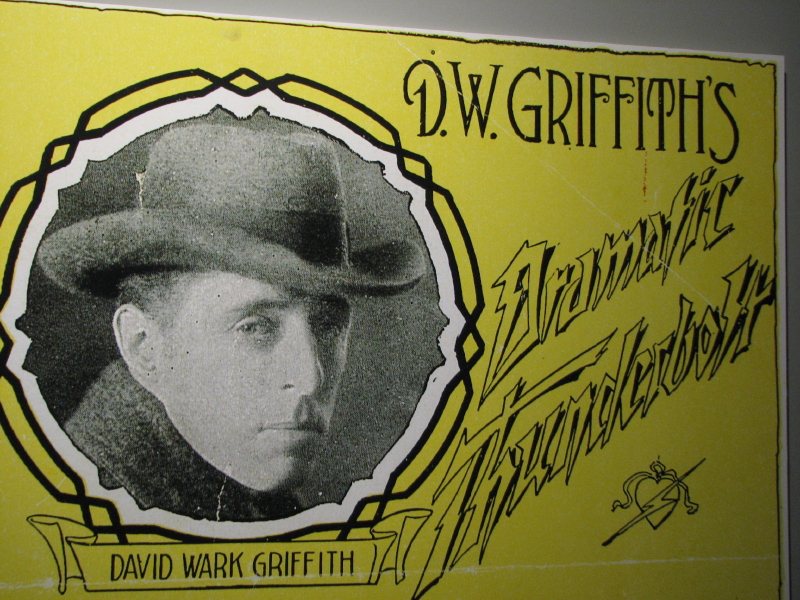 D.W. GRIFFITH'S
Dramatic
Thunderbolt
DAVID WARK GRIFFITH